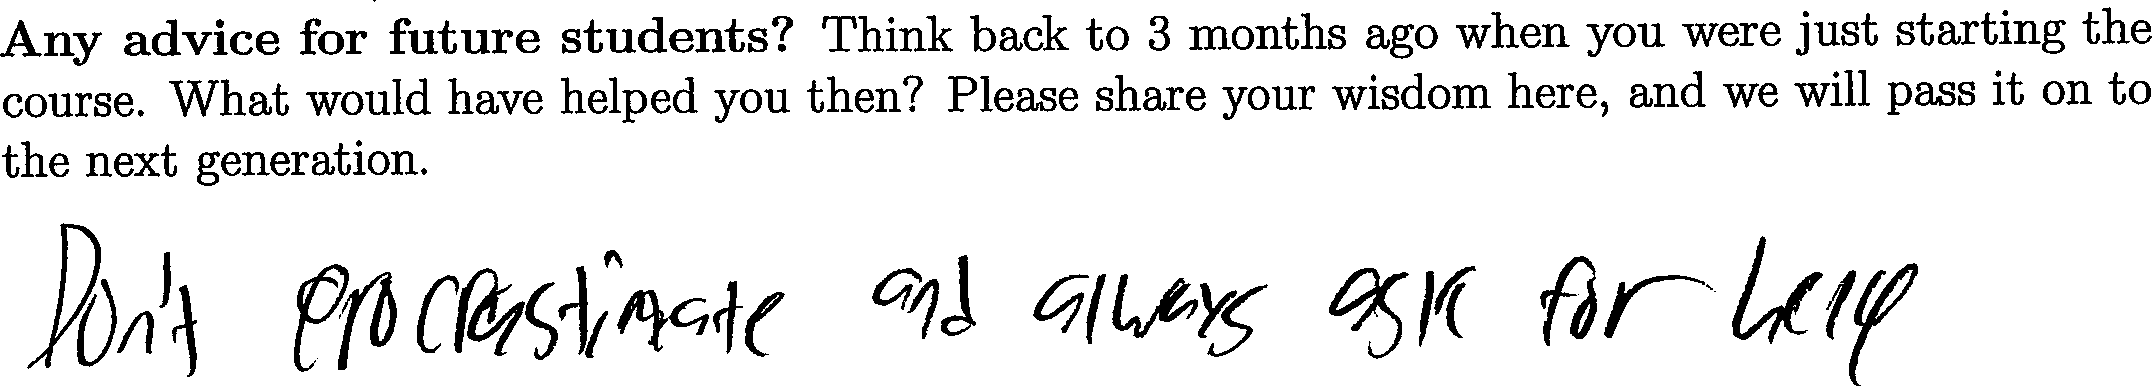 Any advice for future students? Think back to 3 months ago when you were just starting the
course. What would have helped you then? Please share your wisdom here, and we will pass it on to
the next generation.
Don't procrastinate and always ask for help